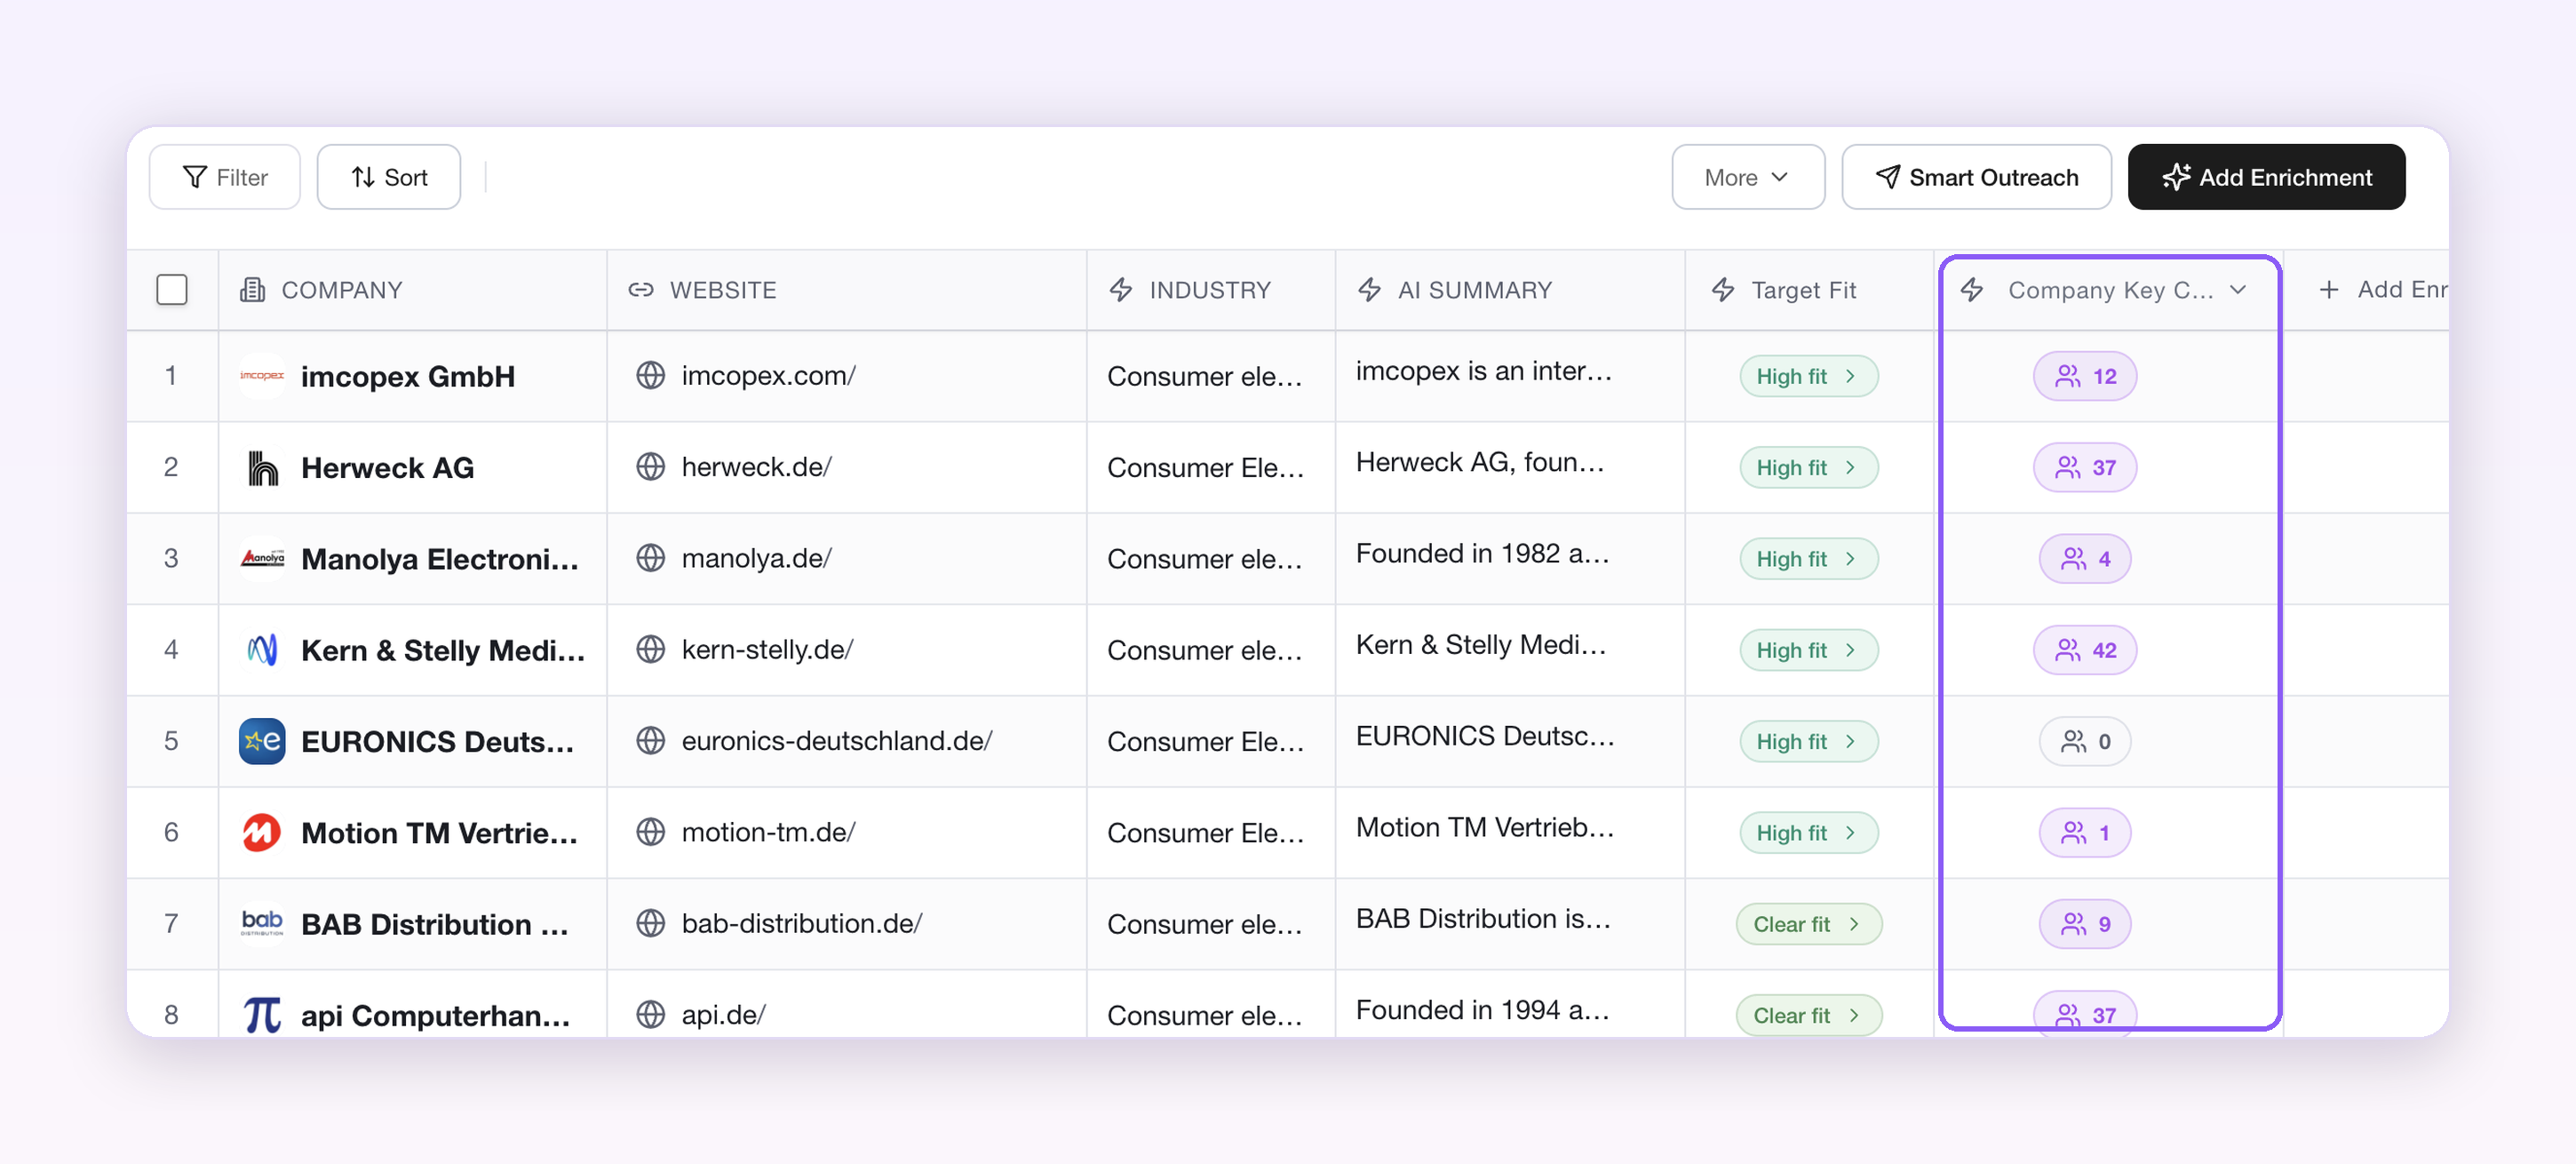 Filter Sort More Smart Outreach Add Enrichment
COMPANY WEBSITE INDUSTRY AI SUMMARY Target Fit Company Key C... Add Enr
1 imcopex imcopex GmbH imcopex.com/ Consumer ele... imcopex is an inter... High fit 12
2 Herweck AG herweck.de/ Consumer Ele... Herweck AG, foun... High fit 37
3 Manolya Manolya Electroni... manolya.de/ Consumer ele... Founded in 1982 a... High fit 4
4 Kern & Stelly Medi... kern-stelly.de/ Consumer ele... Kern & Stelly Medi... High fit 42
5 e EURONICS Deuts... euronics-deutschland.de/ Consumer Ele... EURONICS Deutsc... High fit 0
6 Motion TM Vertrie... motion-tm.de/ Consumer Ele... Motion TM Vertrieb... High fit 1
7 bab DISTRIBUTION BAB Distribution ... bab-distribution.de/ Consumer ele... BAB Distribution is... Clear fit 9
8 π api Computerhan... api.de/ Consumer ele... Founded in 1994 a... Clear fit 37